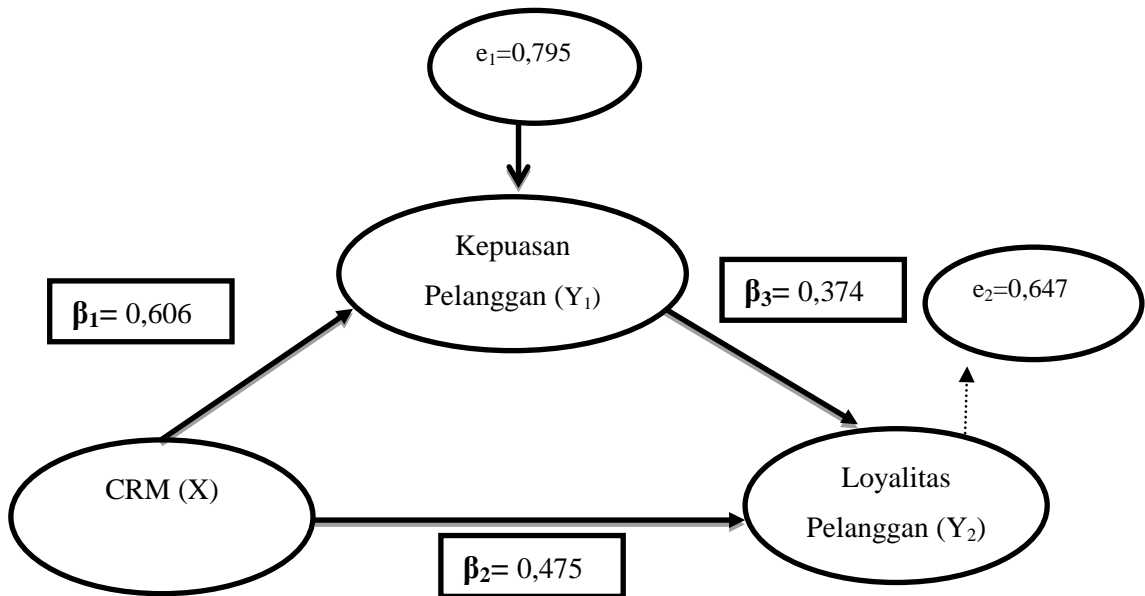 e₁=0,795
Kepuasan
Pelanggan (Y₁)
β₁= 0,606
β₃= 0,374
e₂=0,647
CRM (X)
Loyalitas
Pelanggan (Y₂)
β₂= 0,475